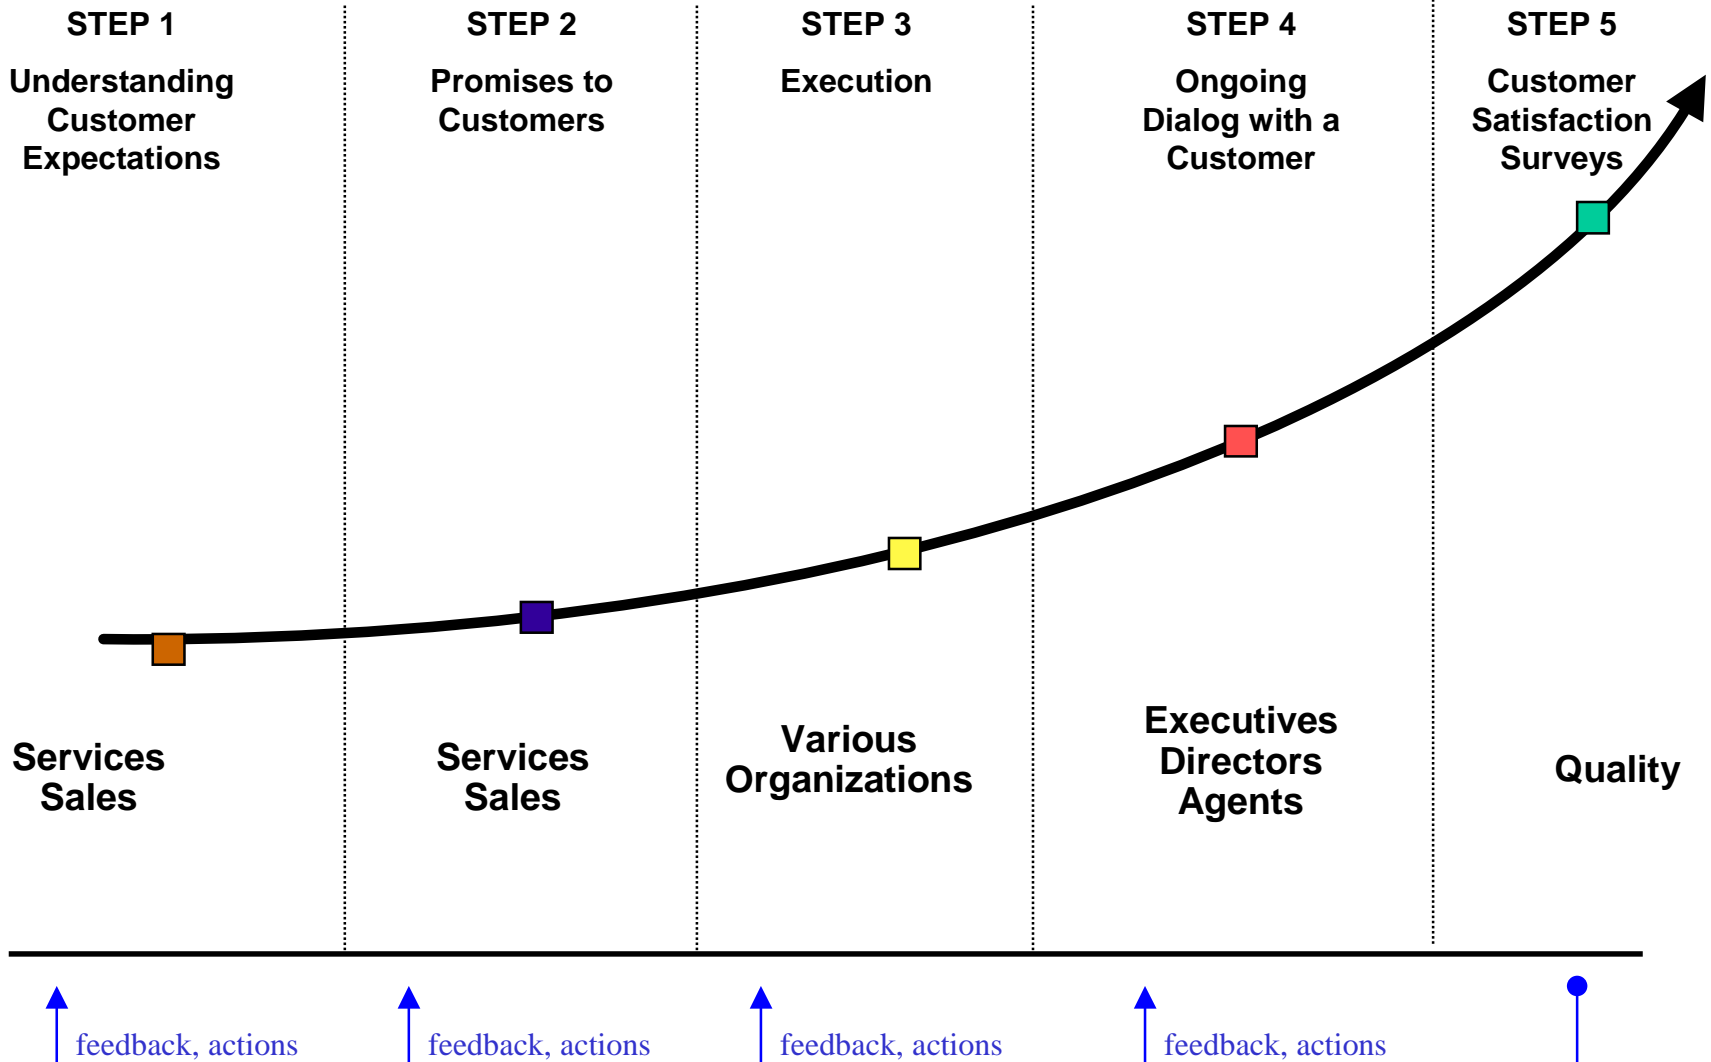 STEP 1
Understanding
Customer
Expectations
STEP 2
Promises to
Customers
STEP 3
Execution
STEP 4
Ongoing
Dialog with a
Customer
STEP 5
Customer
Satisfaction
Surveys
Services
Sales
Services
Sales
Various
Organizations
Executives
Directors
Agents
Quality
feedback, actions
feedback, actions
feedback, actions
feedback, actions